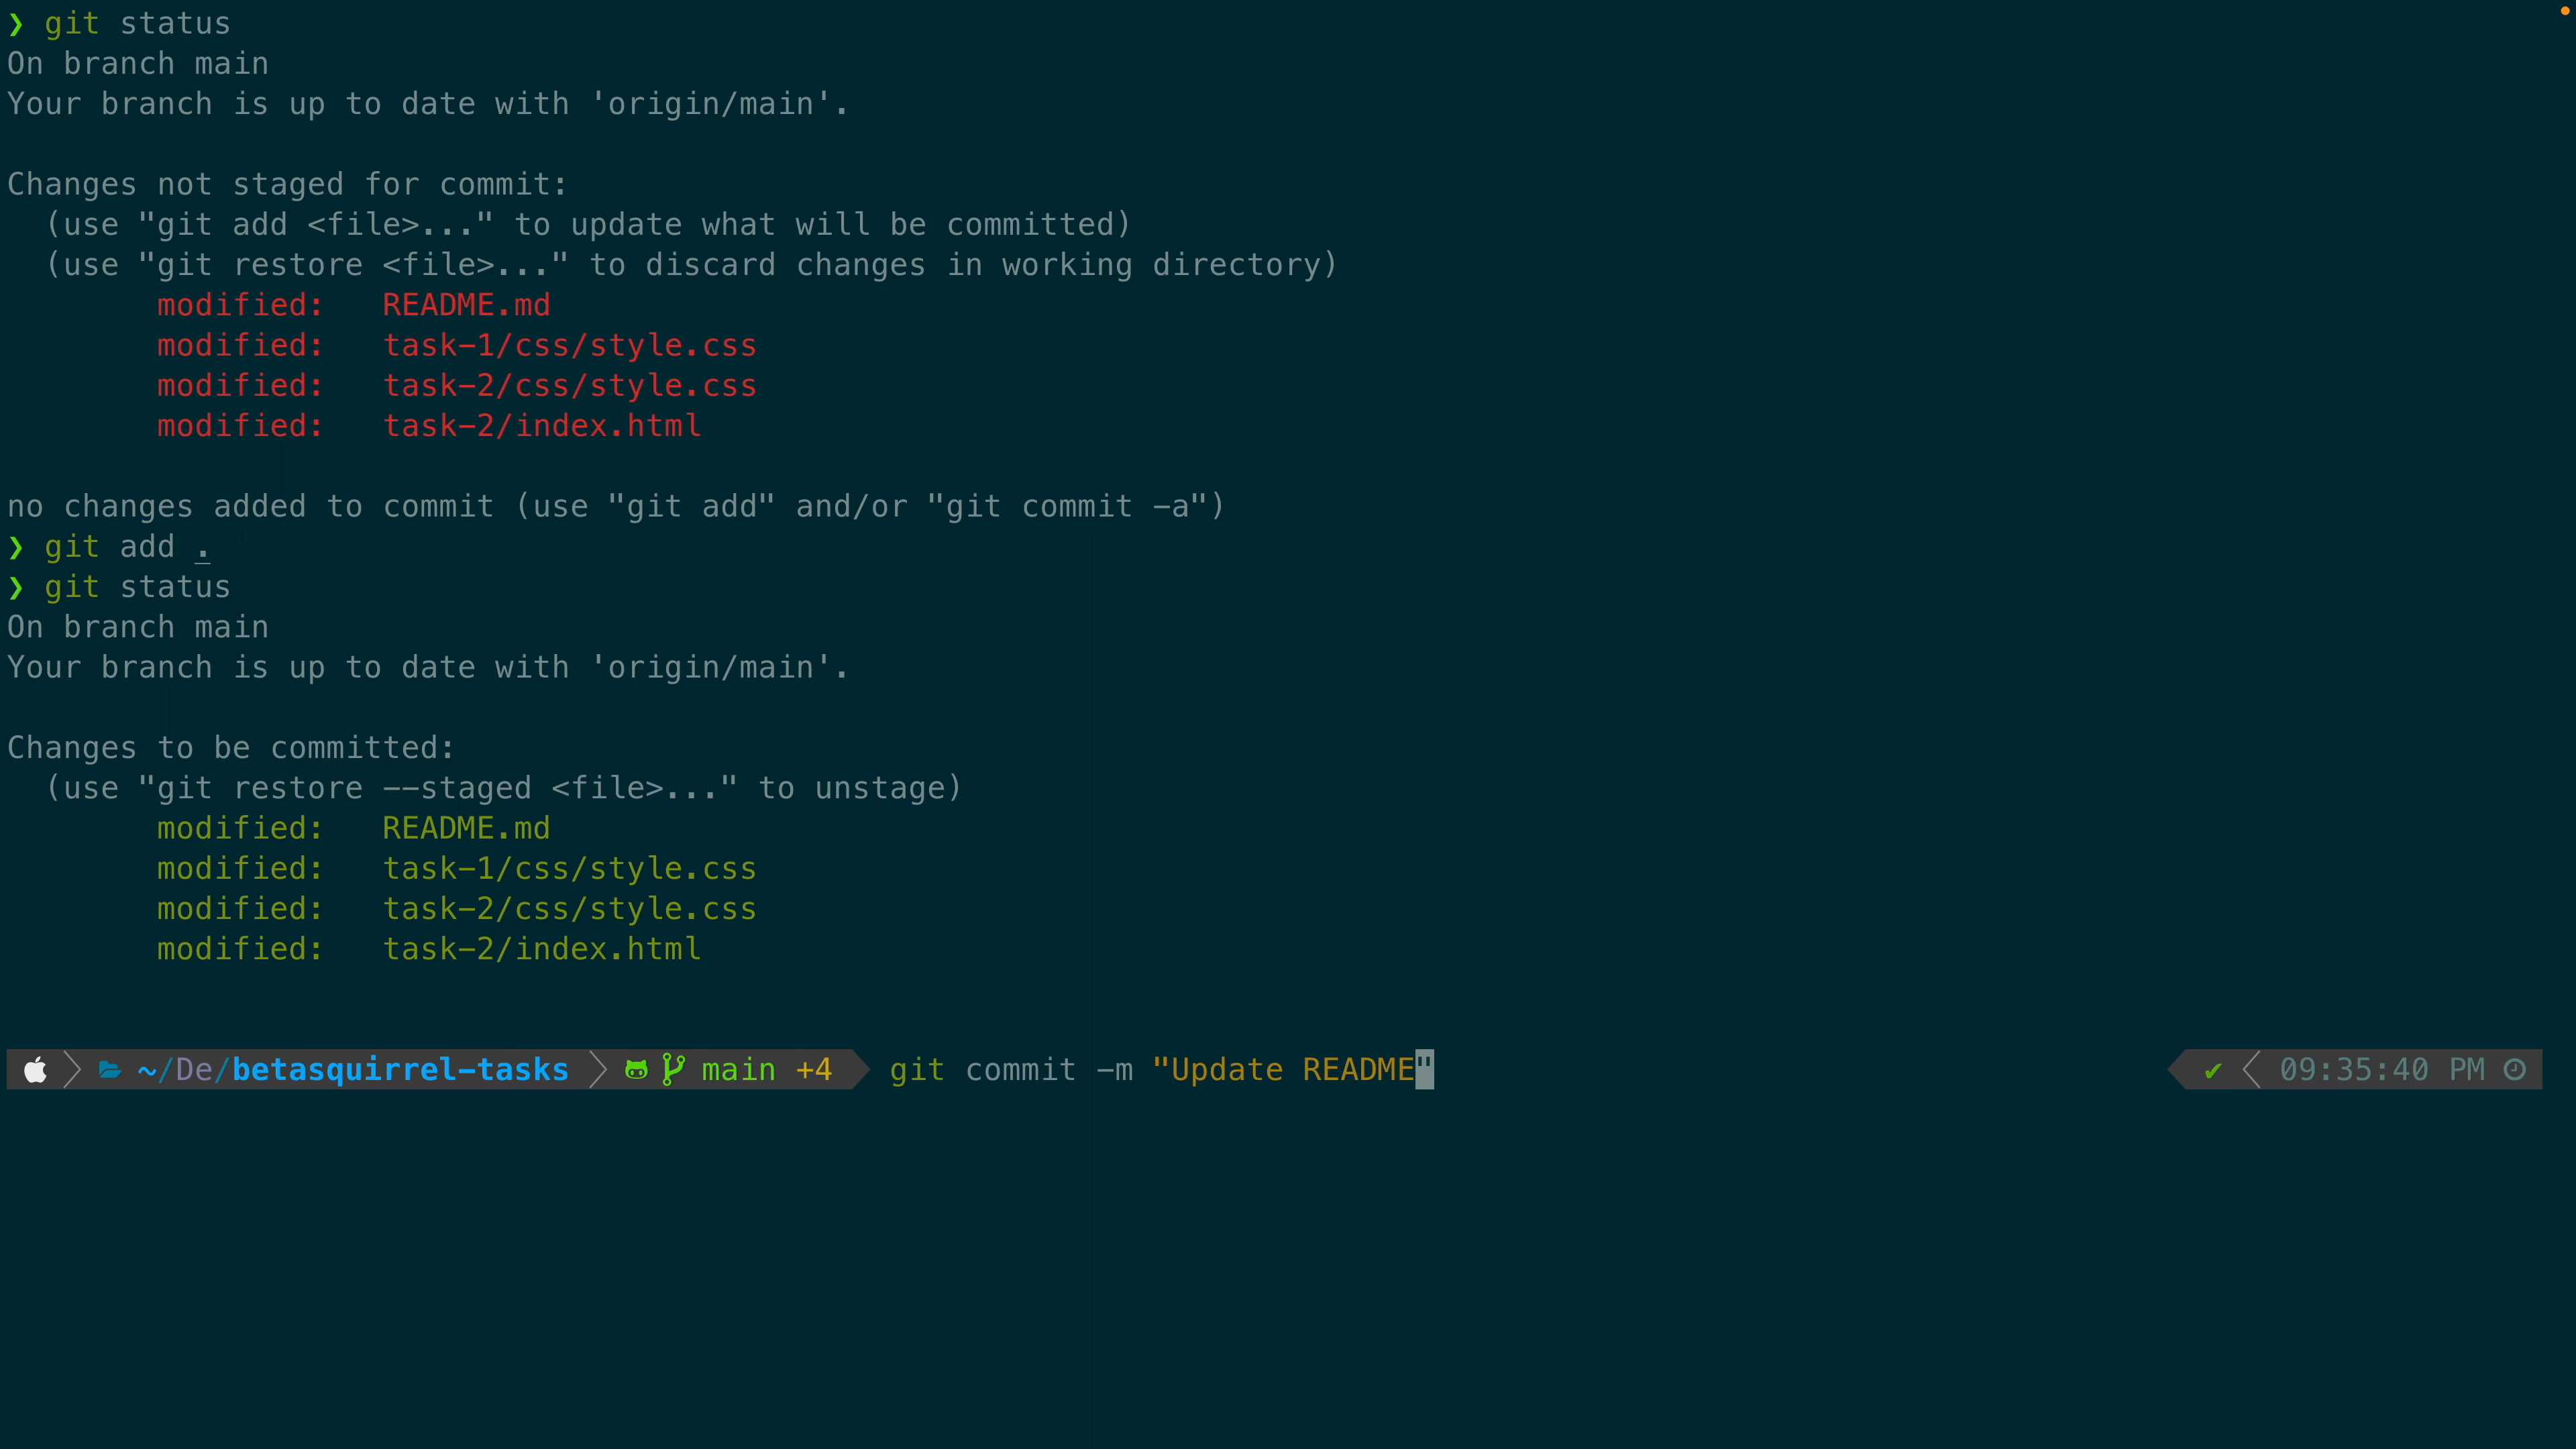 ❯ git status
On branch main
Your branch is up to date with 'origin/main'.
Changes not staged for commit:
  (use "git add <file>..." to update what will be committed)
  (use "git restore <file>..." to discard changes in working directory)
        modified:   README.md
        modified:   task-1/css/style.css
        modified:   task-2/css/style.css
        modified:   task-2/index.html
no changes added to commit (use "git add" and/or "git commit -a")
❯ git add .
❯ git status
On branch main
Your branch is up to date with 'origin/main'.
Changes to be committed:
  (use "git restore --staged <file>..." to unstage)
        modified:   README.md
        modified:   task-1/css/style.css
        modified:   task-2/css/style.css
        modified:   task-2/index.html
~/De/betasquirrel-tasks main +4 git commit -m "Update README" ✔ 09:35:40 PM